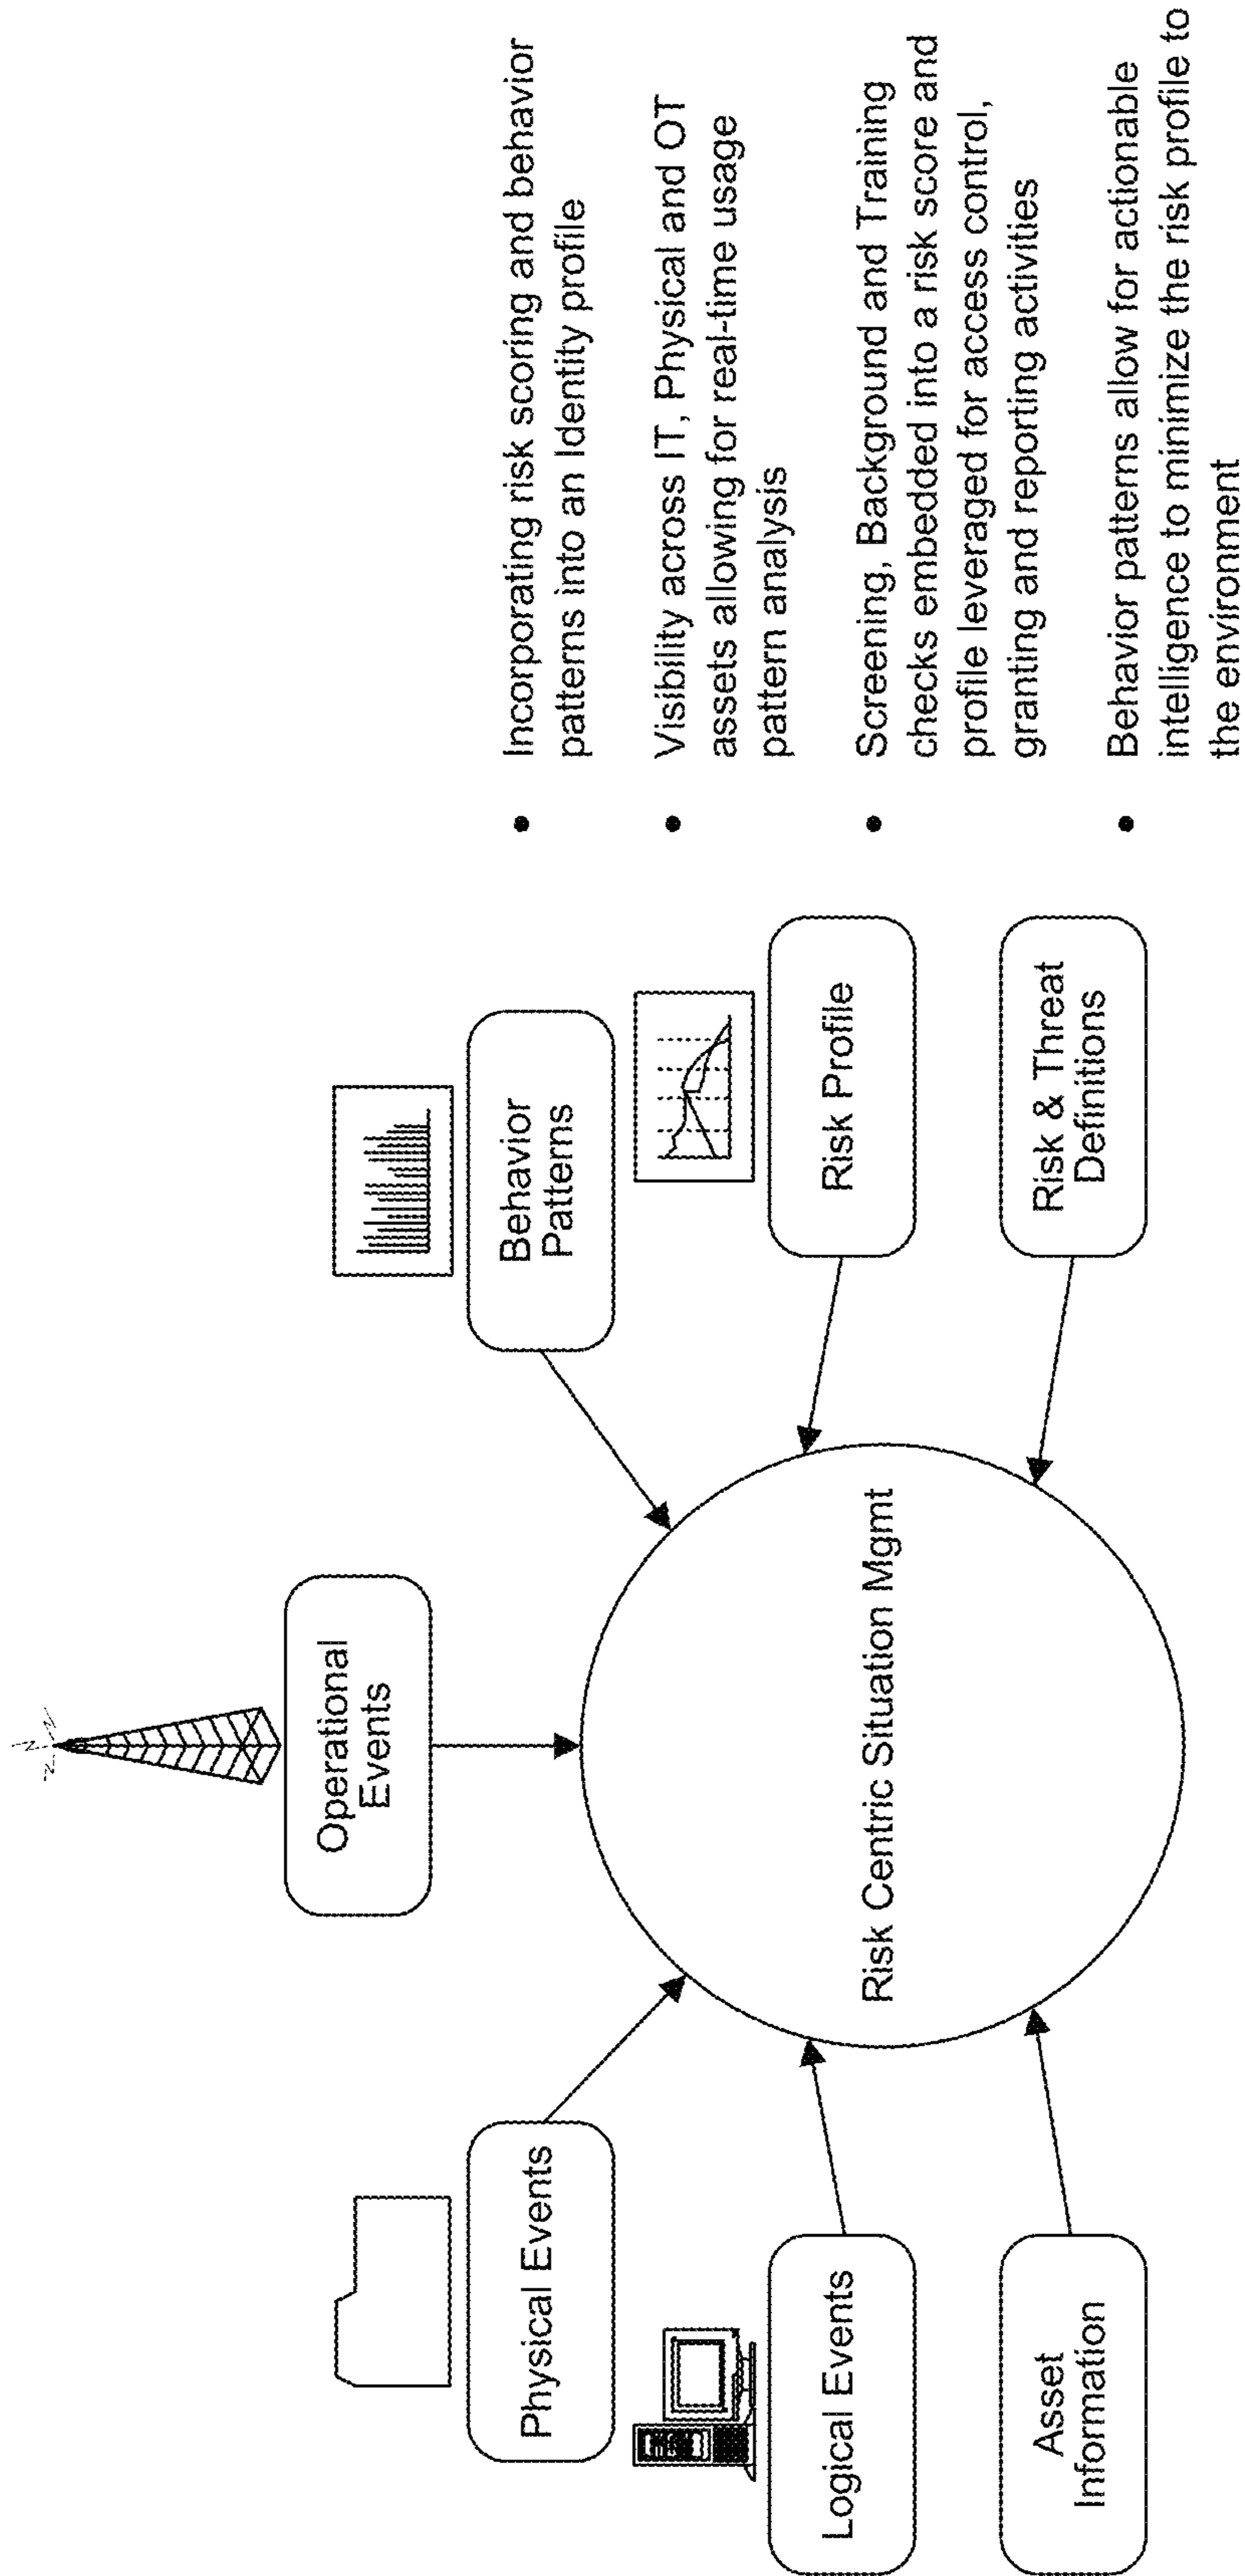 Operational
Events
Physical Events
Behavior
Patterns
Logical Events
Risk Profile
Asset
Information
Risk & Threat
Definitions
Risk Centric Situation Mgmt
• Incorporating risk scoring and behavior
patterns into an Identity profile
• Visibility across IT, Physical and OT
assets allowing for real-time usage
pattern analysis
• Screening, Background and Training
checks embedded into a risk score and
profile leveraged for access control,
granting and reporting activities
• Behavior patterns allow for actionable
intelligence to minimize the risk profile to
the environment